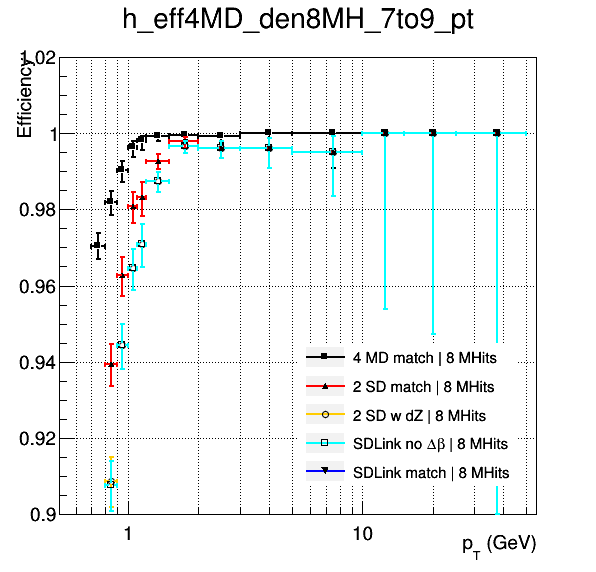 h_eff4MD_den8MH_7to9_pt
Efficiency
1.02
1
0.98
0.96
0.94
0.92
0.9
4 MD match | 8 MHits
2 SD match | 8 MHits
2 SD w dZ | 8 MHits
SDLink no Δβ | 8 MHits
SDLink match | 8 MHits
1
10
p_T (GeV)